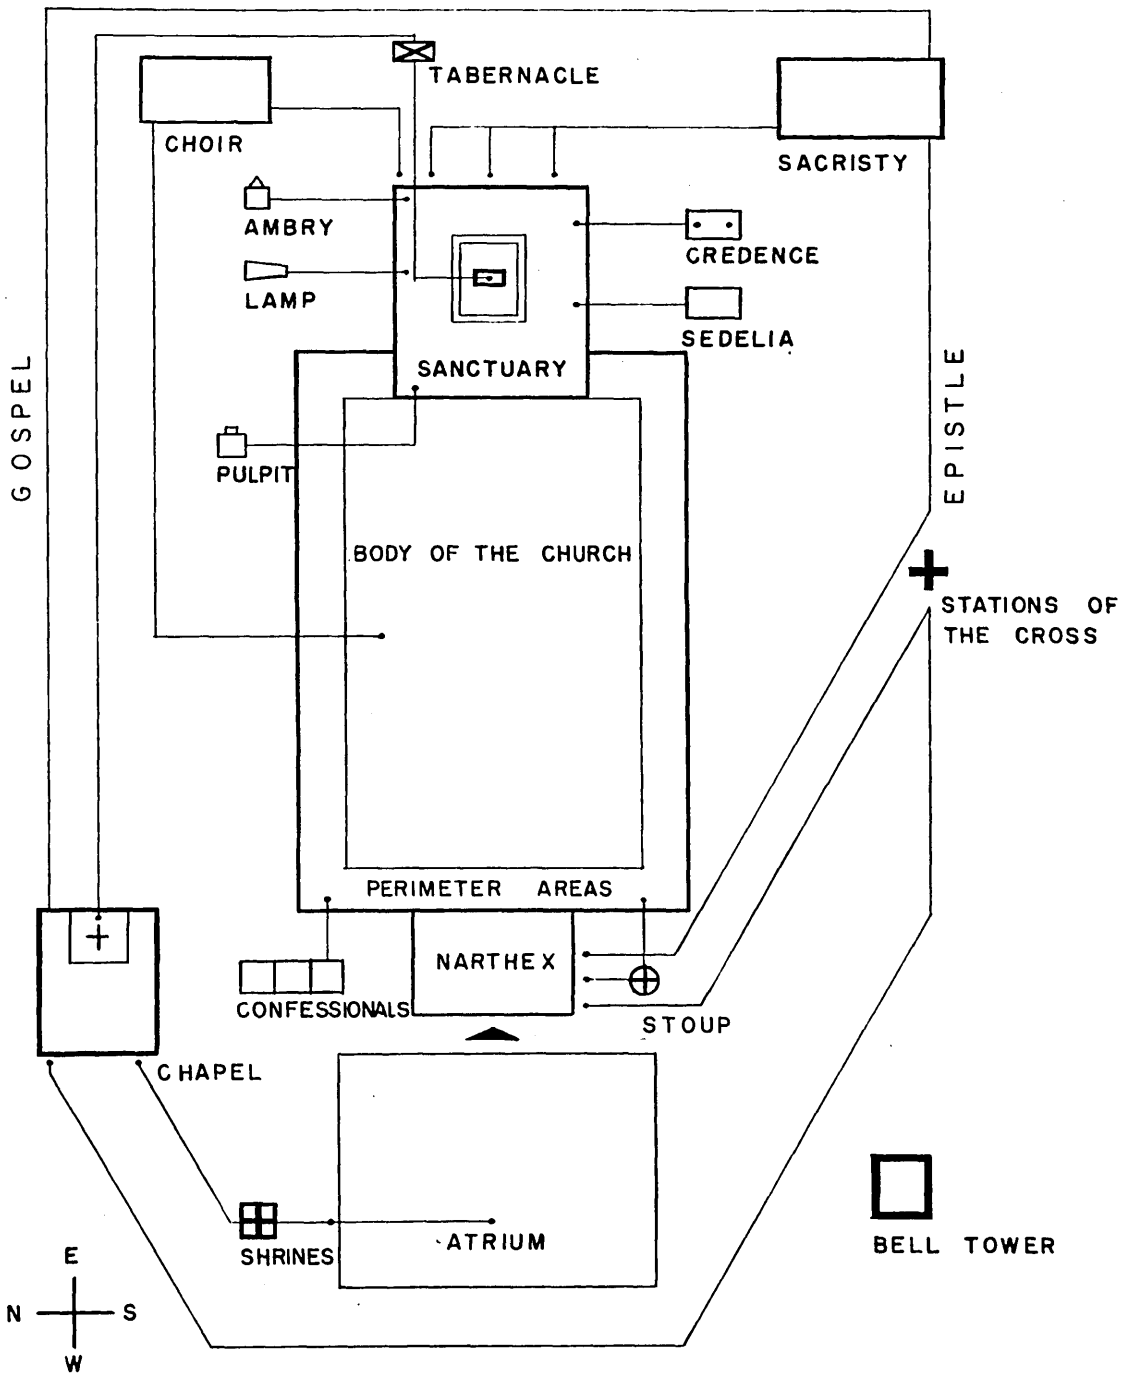 TABERNACLE
CHOIR
SACRISTY
AMBRY
CREDENCE
LAMP
SEDELIA
SANCTUARY
GOSPEL
EPISTLE
PULPIT
BODY OF THE CHURCH
STATIONS OF
THE CROSS
PERIMETER AREAS
NARTHEX
CONFESSIONALS
STOUP
CHAPEL
SHRINES
ATRIUM
BELL TOWER
E
N S
W